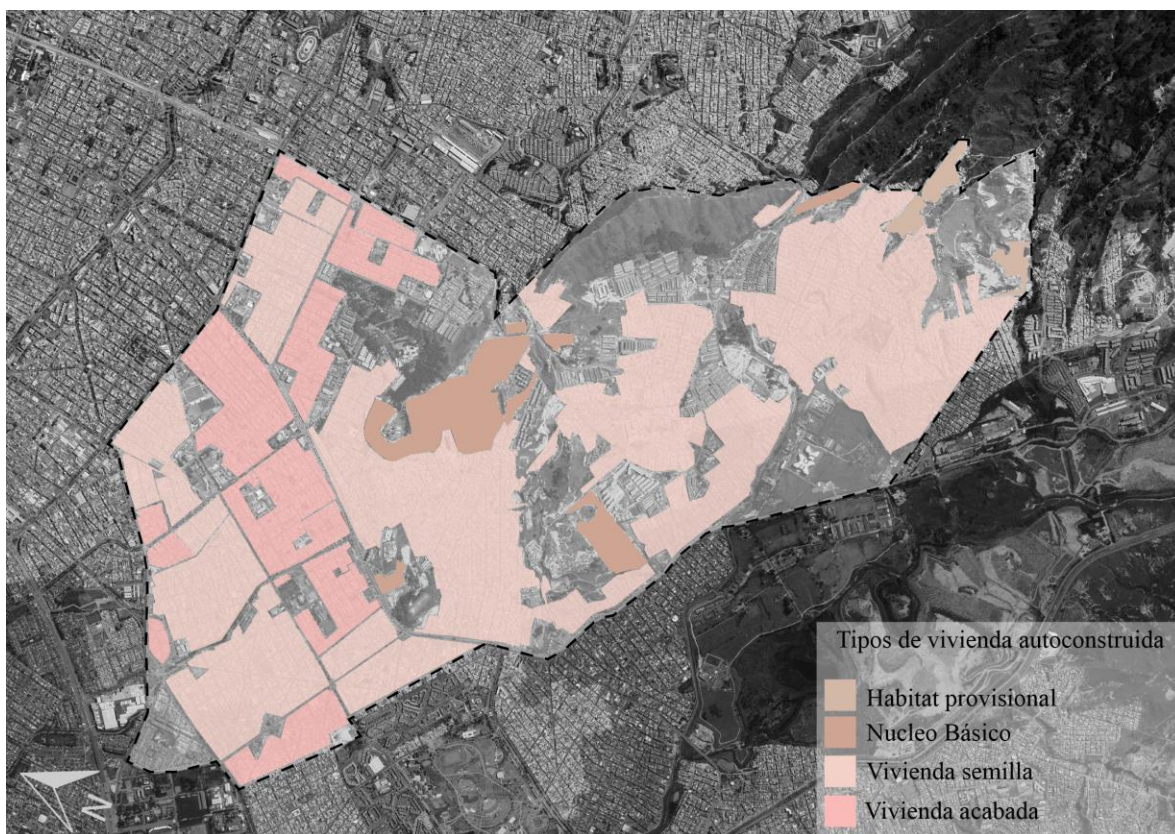 Tipos de vivienda autoconstruida
Habitat provisional
Nucleo Básico
Vivienda semilla
Vivienda acabada
N